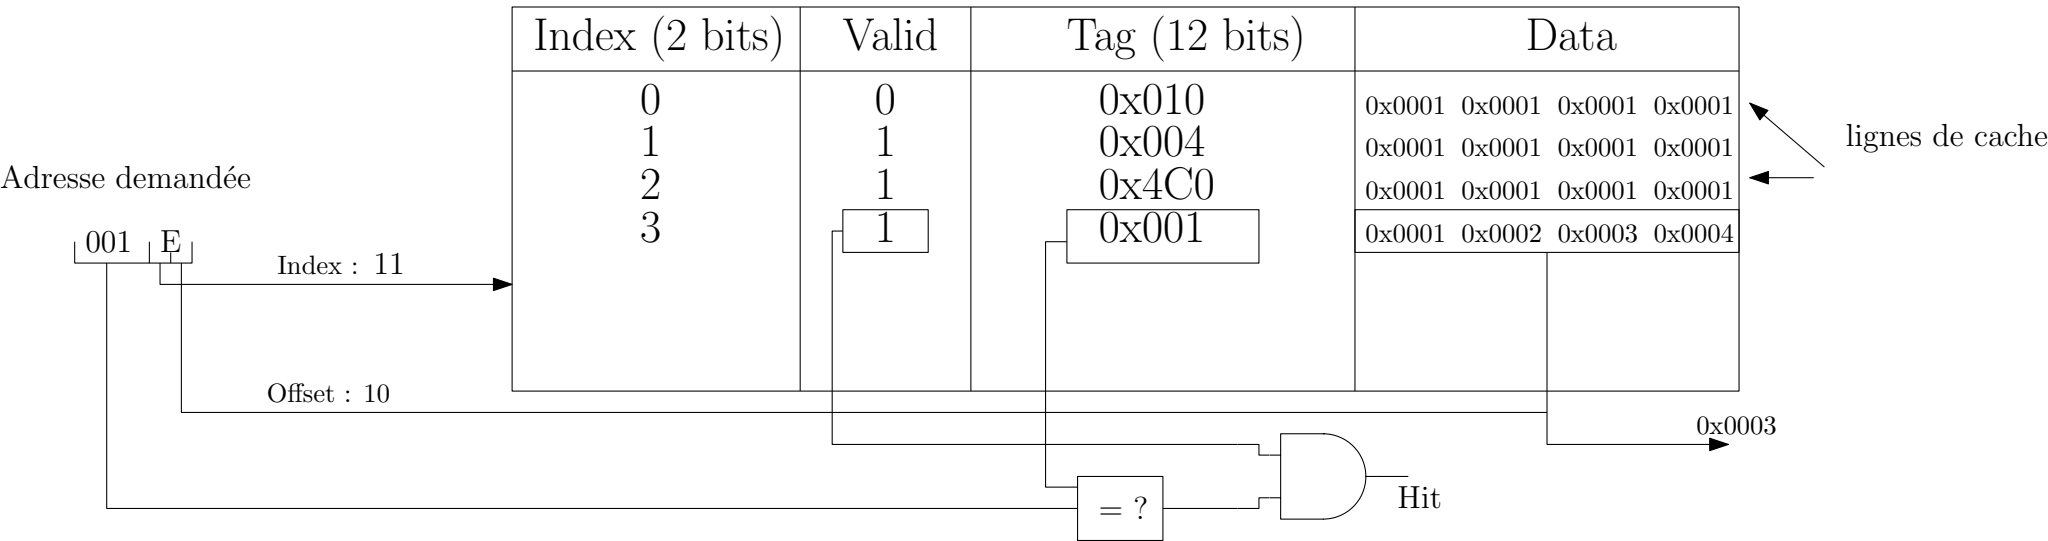 Index (2 bits) Valid Tag (12 bits) Data
0 0 0x010 0x0001 0x0001 0x0001 0x0001
1 1 0x004 0x0001 0x0001 0x0001 0x0001
lignes de cache
2 1 0x4C0 0x0001 0x0001 0x0001 0x0001
3 1 0x001 0x0001 0x0002 0x0003 0x0004
Adresse demandée
001 E
Index : 11
Offset : 10
0x0003
= ?
Hit